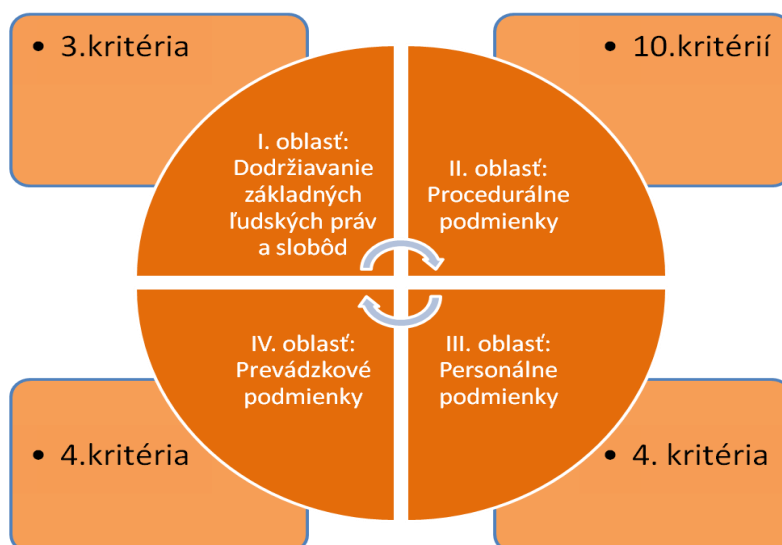 • 3.kritéria
• 10.kritérií
I. oblasť:
Dodržiavanie
základných
ľudských práv
a slobôd
II. oblasť:
Procedurálne
podmienky
IV. oblasť:
Prevádzkové
podmienky
III. oblasť:
Personálne
podmienky
• 4.kritéria
• 4. kritéria